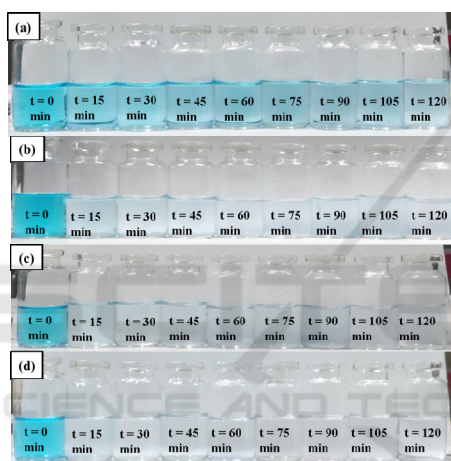 (a)
t = 0 t = 15 t = 30 t = 45 t = 60 t = 75 t = 90 t = 105 t = 120
min min min min min min min min min
(b)
t = 0 t = 15 t = 30 t = 45 t = 60 t = 75 t = 90 t = 105 t = 120
min min min min min min min min min
(c)
t = 0 t = 15 t = 30 t = 45 t = 60 t = 75 t = 90 t = 105 t = 120
min min min min min min min min min
(d)
t = 0 t = 15 t = 30 t = 45 t = 60 t = 75 t = 90 t = 105 t = 120
min min min min min min min min min
SCIENCE AND TEC